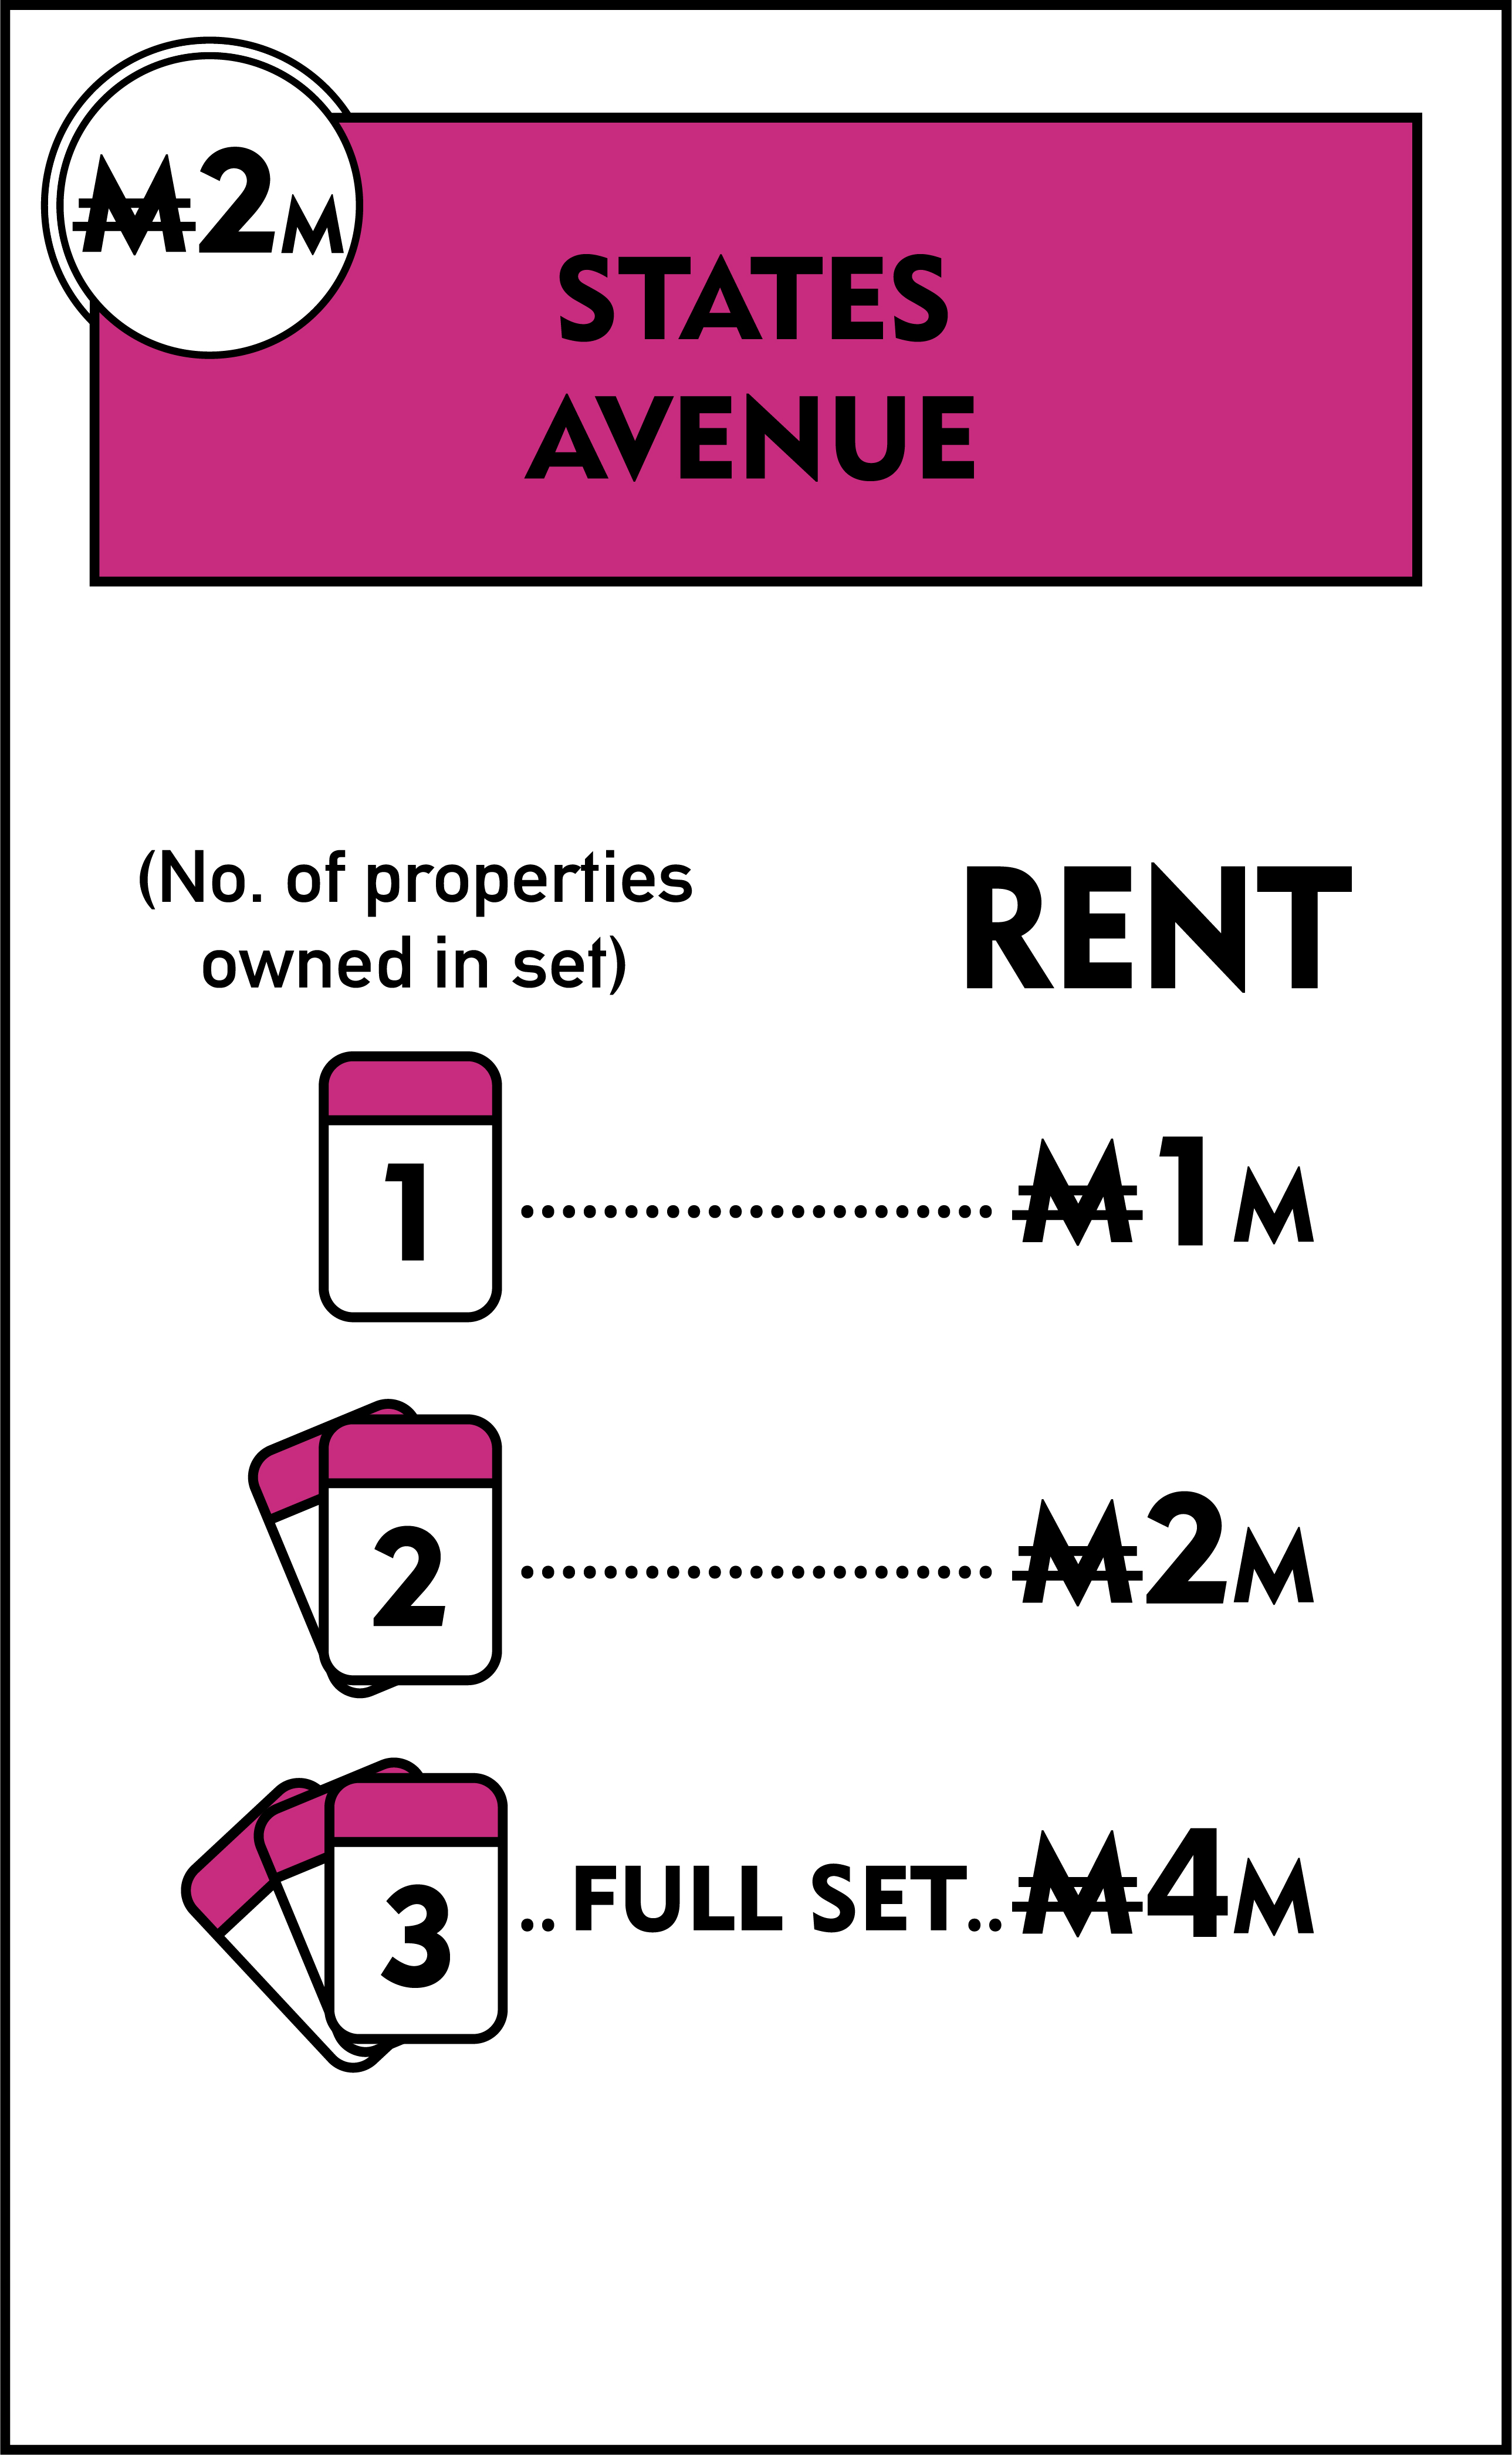 ₩2M
STATES
AVENUE
(No. of properties
owned in set)
RENT
1 ...................... ₩1M
2 ...................... ₩2M
3 ..FULL SET.. ₩4M